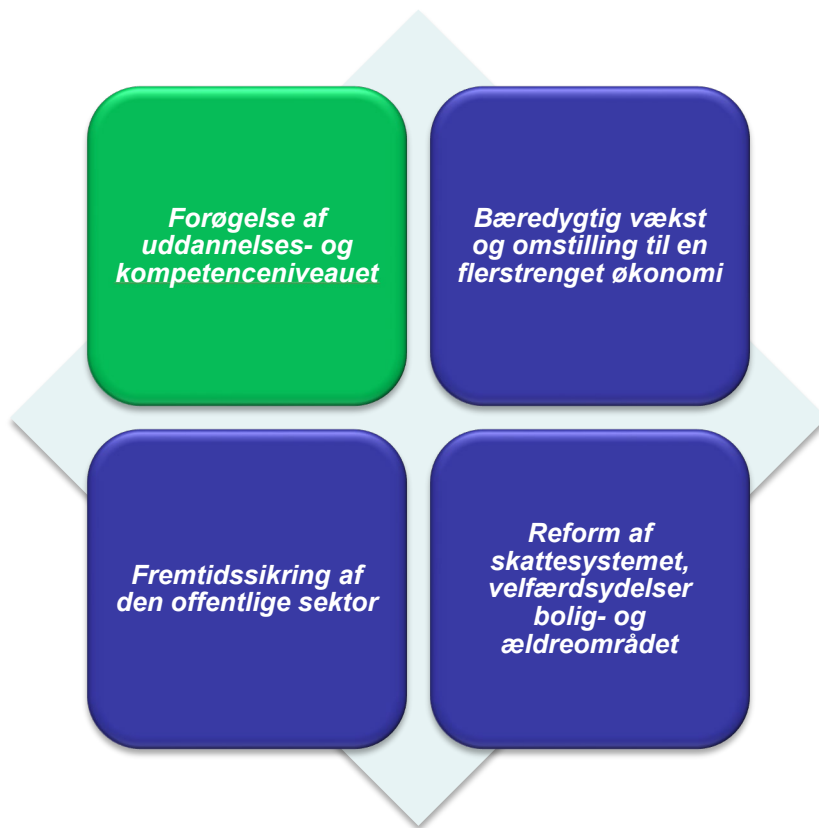 Forøgelse af
uddannelses- og
kompetenceniveauet
Bæredygtig vækst
og omstilling til en
flerstrenget økonomi
Fremtidssikring af
den offentlige sektor
Reform af
skattesystemet,
velfærdsydelser
bolig- og
ældreområdet